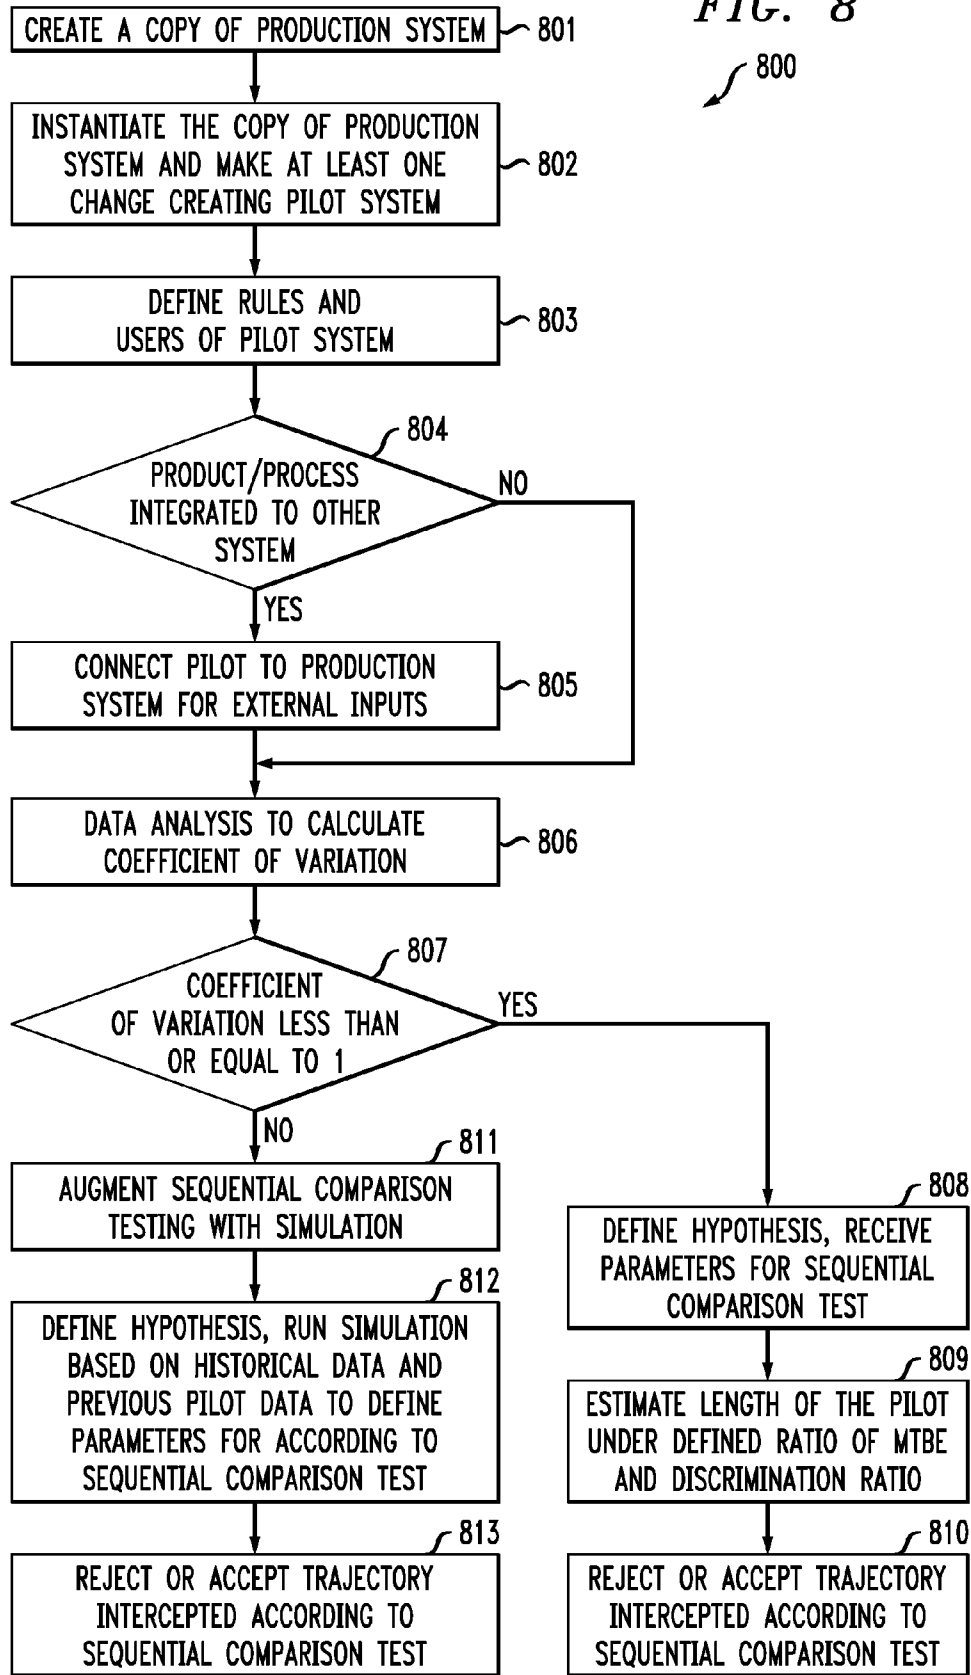 FIG. 8
800
CREATE A COPY OF PRODUCTION SYSTEM
801
INSTANTIATE THE COPY OF PRODUCTION
SYSTEM AND MAKE AT LEAST ONE
CHANGE CREATING PILOT SYSTEM
802
DEFINE RULES AND
USERS OF PILOT SYSTEM
803
804
PRODUCT/PROCESS
INTEGRATED TO OTHER
SYSTEM
NO
YES
CONNECT PILOT TO PRODUCTION
SYSTEM FOR EXTERNAL INPUTS
805
DATA ANALYSIS TO CALCULATE
COEFFICIENT OF VARIATION
806
807
COEFFICIENT
OF VARIATION LESS THAN
OR EQUAL TO 1
YES
NO
811
AUGMENT SEQUENTIAL COMPARISON
TESTING WITH SIMULATION
812
DEFINE HYPOTHESIS, RUN SIMULATION
BASED ON HISTORICAL DATA AND
PREVIOUS PILOT DATA TO DEFINE
PARAMETERS FOR ACCORDING TO
SEQUENTIAL COMPARISON TEST
813
REJECT OR ACCEPT TRAJECTORY
INTERCEPTED ACCORDING TO
SEQUENTIAL COMPARISON TEST
808
DEFINE HYPOTHESIS, RECEIVE
PARAMETERS FOR SEQUENTIAL
COMPARISON TEST
809
ESTIMATE LENGTH OF THE PILOT
UNDER DEFINED RATIO OF MTBE
AND DISCRIMINATION RATIO
810
REJECT OR ACCEPT TRAJECTORY
INTERCEPTED ACCORDING TO
SEQUENTIAL COMPARISON TEST